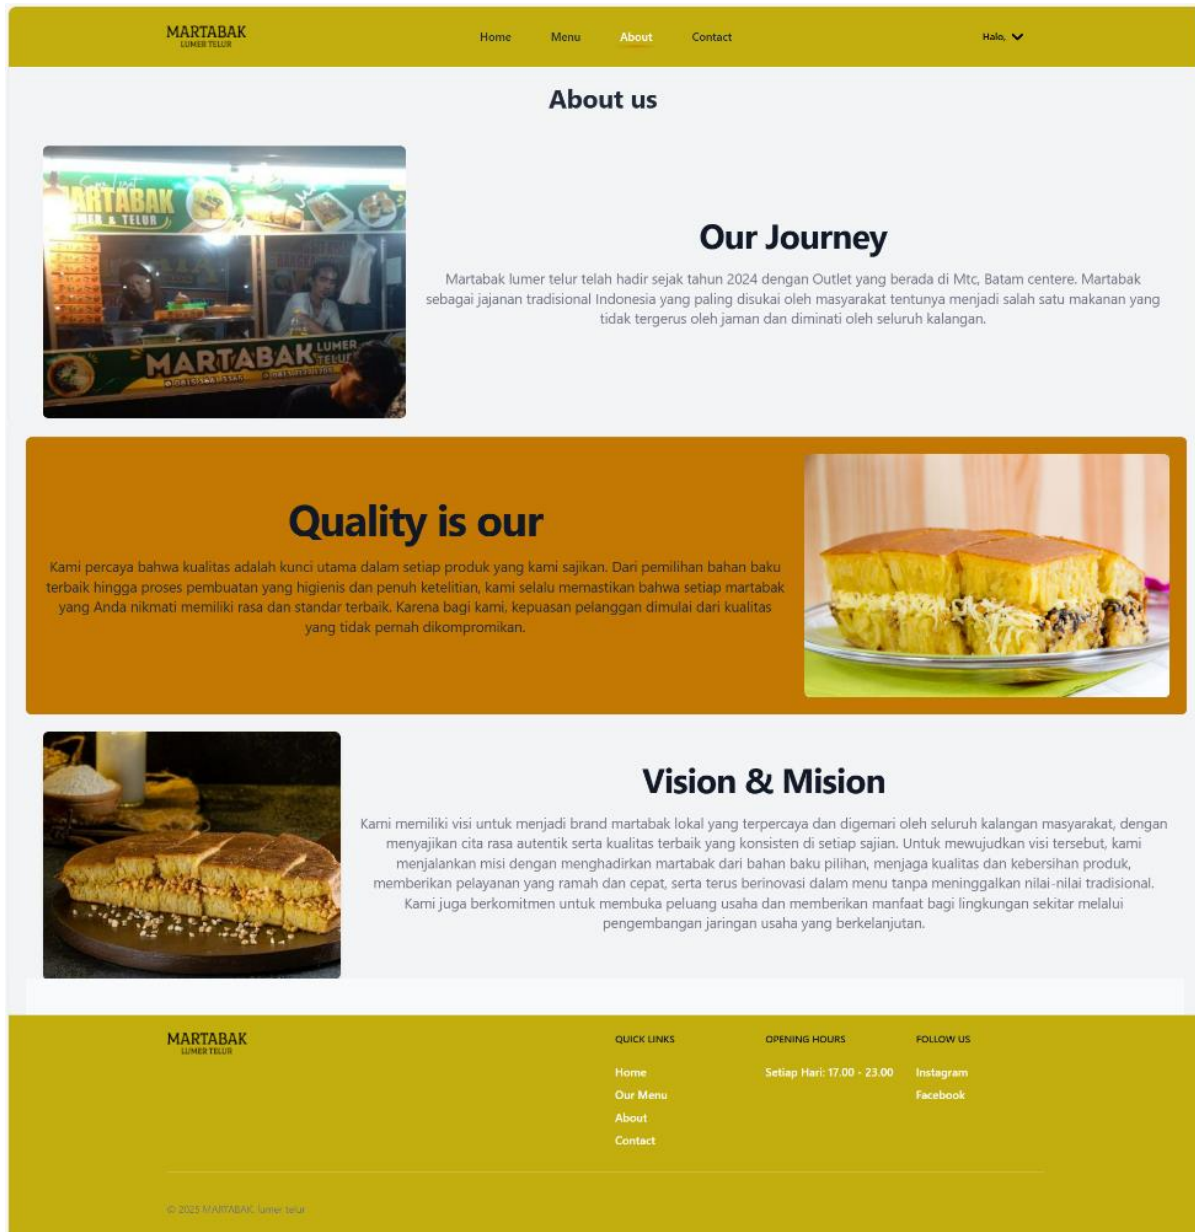 MARTABAK
LUMER TELUR
Home Menu About Contact
Halo,
About us
MARTABAK
LUMER & TELUR
MARTABAK LUMER
TELUR
Our Journey
Martabak lumer telur telah hadir sejak tahun 2024 dengan Outlet yang berada di Mtc, Batam centere. Martabak
sebagai jajanan tradisional Indonesia yang paling disukai oleh masyarakat tentunya menjadi salah satu makanan yang
tidak tergerus oleh jaman dan diminati oleh seluruh kalangan.
Quality is our
Kami percaya bahwa kualitas adalah kunci utama dalam setiap produk yang kami sajikan. Dari pemilihan bahan baku
terbaik hingga proses pembuatan yang higienis dan penuh ketelitian, kami selalu memastikan bahwa setiap martabak
yang Anda nikmati memiliki rasa dan standar terbaik. Karena bagi kami, kepuasan pelanggan dimulai dari kualitas
yang tidak pernah dikompromikan.
Vision & Mision
Kami memiliki visi untuk menjadi brand martabak lokal yang terpercaya dan digemari oleh seluruh kalangan masyarakat, dengan
menyajikan cita rasa autentik serta kualitas terbaik yang konsisten di setiap sajian. Untuk mewujudkan visi tersebut, kami
menjalankan misi dengan menghadirkan martabak dari bahan baku pilihan, menjaga kualitas dan kebersihan produk,
memberikan pelayanan yang ramah dan cepat, serta terus berinovasi dalam menu tanpa meninggalkan nilai-nilai tradisional.
Kami juga berkomitmen untuk membuka peluang usaha dan memberikan manfaat bagi lingkungan sekitar melalui
pengembangan jaringan usaha yang berkelanjutan.
MARTABAK
LUMER TELUR
QUICK LINKS
Home
Our Menu
About
Contact
OPENING HOURS
Setiap Hari: 17.00 - 23.00
FOLLOW US
Instagram
Facebook
© 2025 MARTABAK. lumer telur